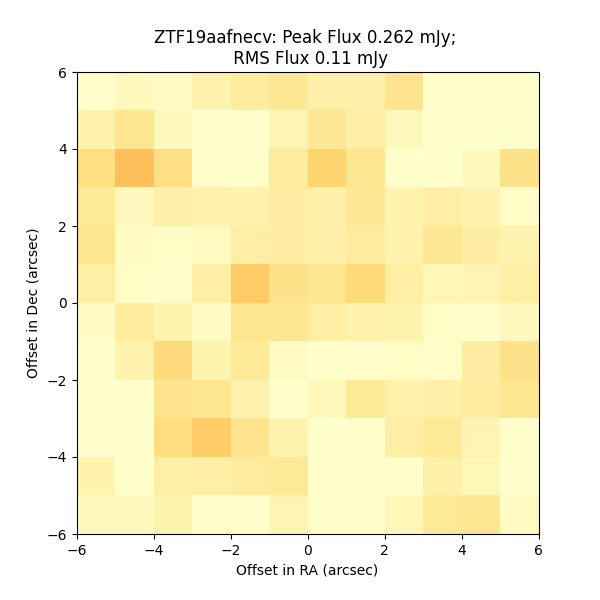 ZTF19aafnecv: Peak Flux 0.262 mJy;
RMS Flux 0.11 mJy
6
4
2
0
−2
−4
−6
Offset in Dec (arcsec)
−6 −4 −2 0 2 4 6
Offset in RA (arcsec)